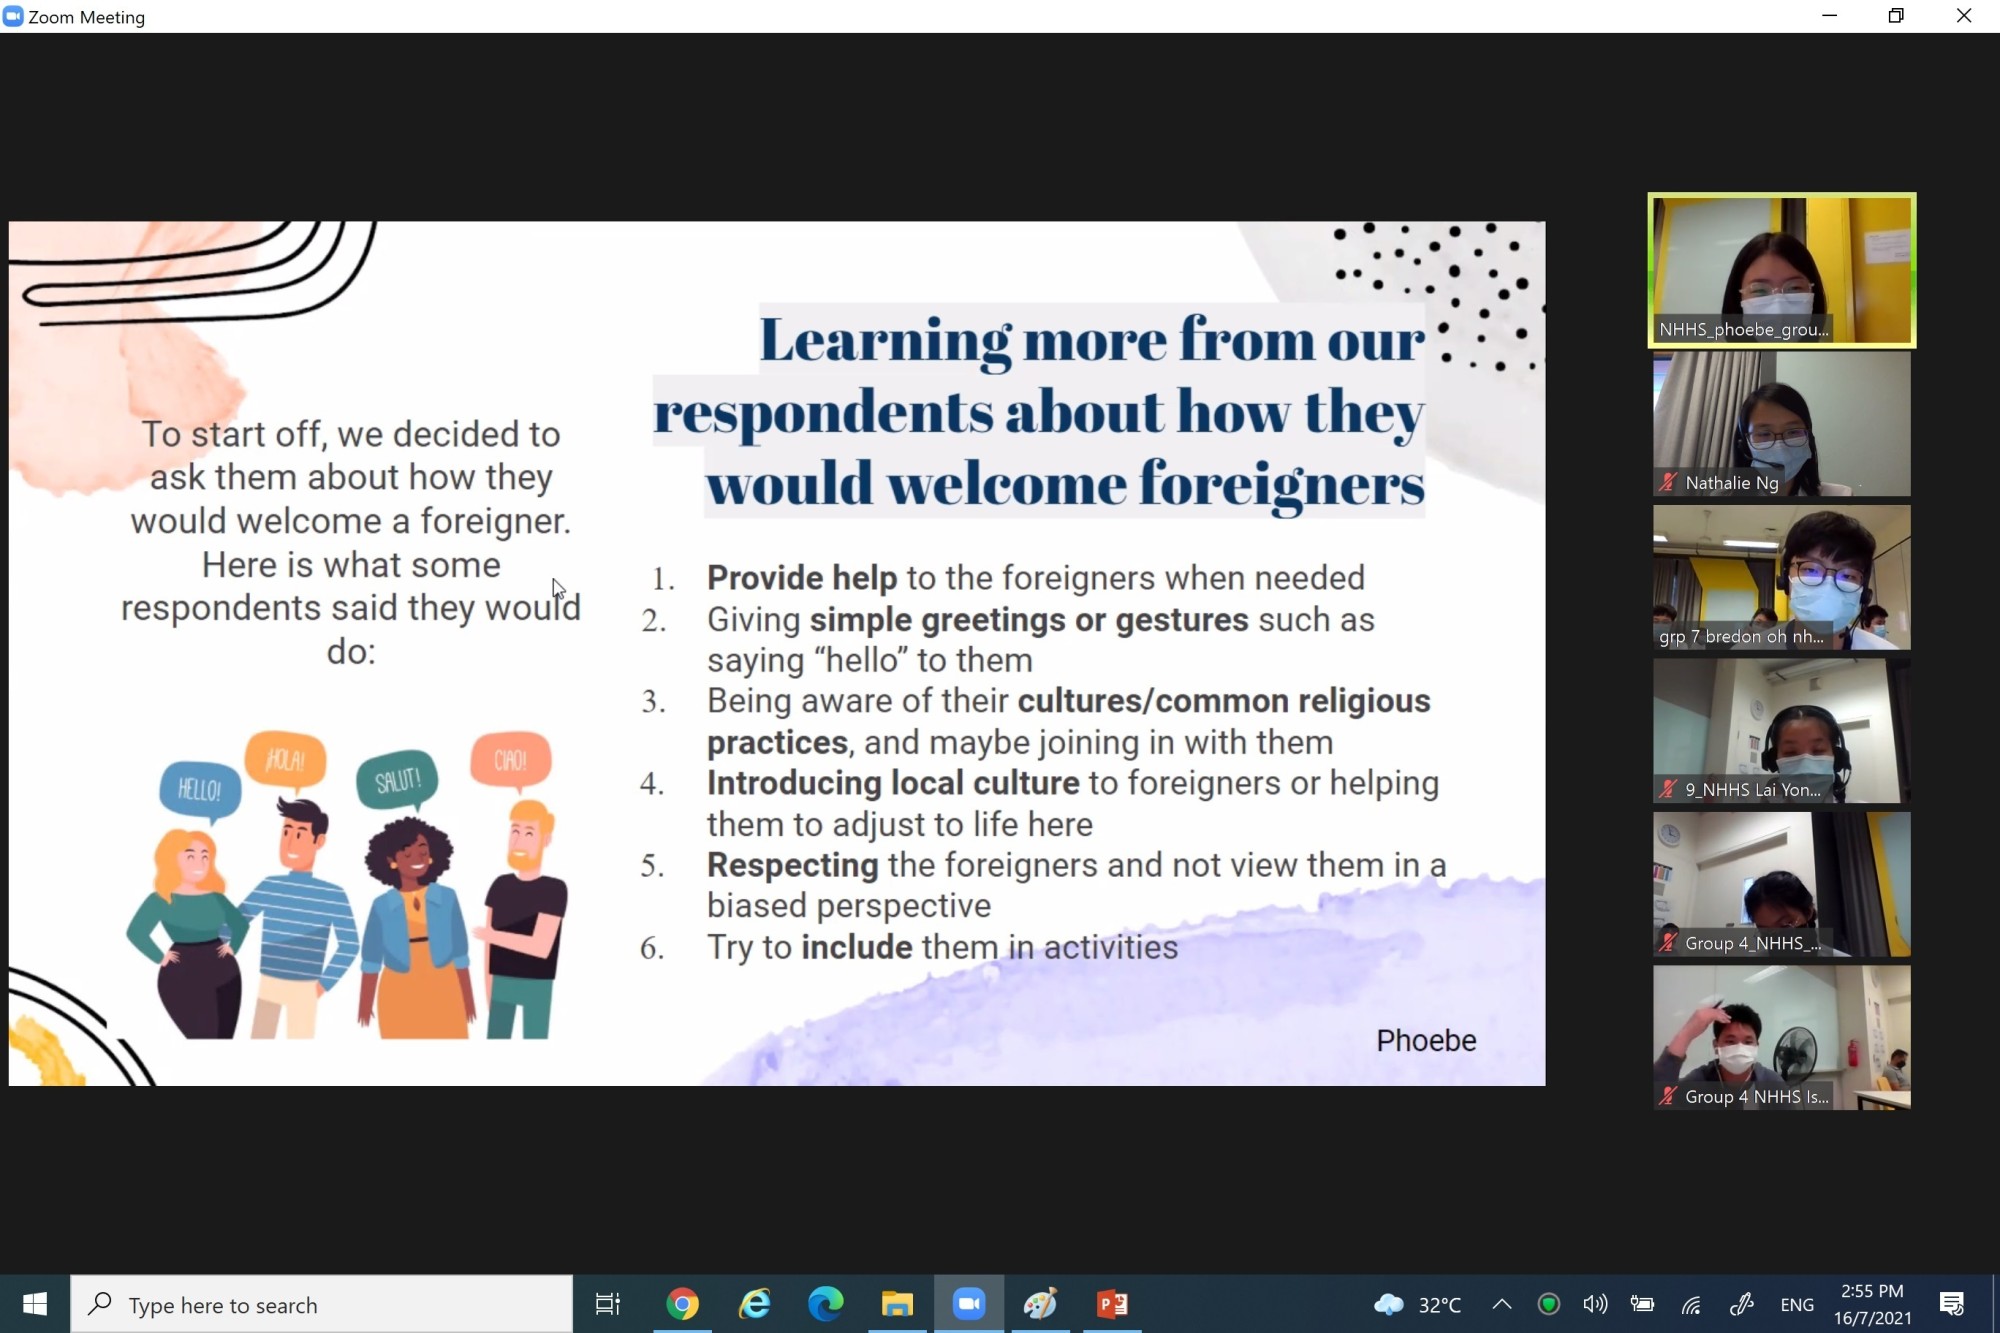 Zoom Meeting
Learning more from our
respondents about how they
would welcome foreigners
To start off, we decided to
ask them about how they
would welcome a foreigner.
Here is what some
respondents said they would
do:
HELLO!
¡HOLA!
SALUT!
CIAO!
1. Provide help to the foreigners when needed
2. Giving simple greetings or gestures such as
saying “hello” to them
3. Being aware of their cultures/common religious
practices, and maybe joining in with them
4. Introducing local culture to foreigners or helping
them to adjust to life here
5. Respecting the foreigners and not view them in a
biased perspective
6. Try to include them in activities
Phoebe
NHHS_phoebe_grou...
Nathalie Ng
grp 7 bredon oh nh...
9_NHHS Lai Yon...
Group 4_NHHS_...
Group 4 NHHS Is...
Type here to search
32°C
ENG
2:55 PM
16/7/2021